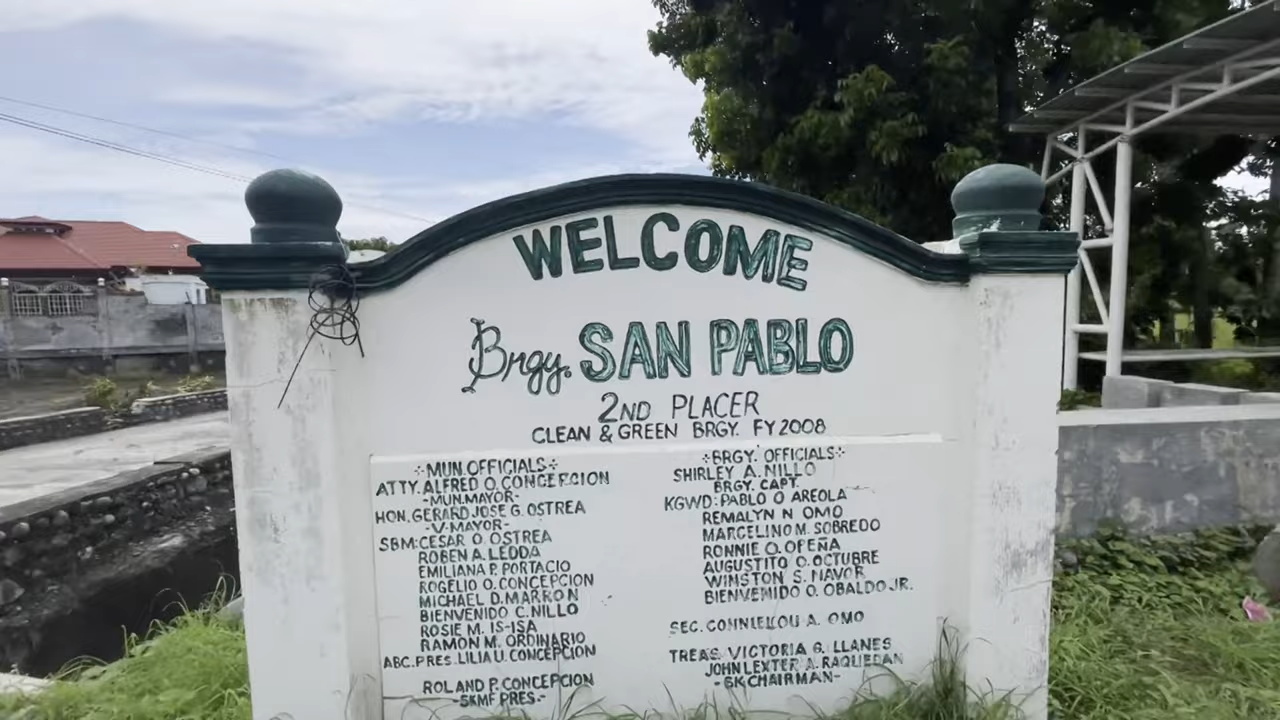 WELCOME
Brgy. SAN PABLO
2ND PLACER
CLEAN & GREEN BRGY. FY 2008
÷MUN.OFFICIALS÷
ATTY. ALFRED O. CONCEPCION
-MUN.MAYOR-
HON. GERARD JOSE G. OSTREA
-V-MAYOR-
SBM: CESAR O. OSTREA
ROBEN A. LEDDA
EMILIANA P. PORTACIO
ROGELIO O. CONCEPCION
MICHAEL D. MARRON
BIENVENIDO C. NILLO
ROSIE M. IS-ISA
RAMON M. ORDINARIO
ABC. PRES. LILIA U. CONCEPCION
ROLAND P. CONCEPCION
-SKMF PRES-
÷BRGY. OFFICIALS÷
SHIRLEY A. NILLO
BRGY. CAPT.
KGWD: PABLO O AREOLA
REMALYN N OMO
MARCELINO M. SOBREDO
RONNIE O. OPEÑA
AUGUSTITO O. OCTUBRE
WINSTON S. NAVOR
BIENVENIDO O. OBALDO JR.
SEC. CONNIELOU A. OMO
TREAS. VICTORIA G. LLANES
JOHN LEXTER A. RAQUEDAN
-SK CHAIRMAN-